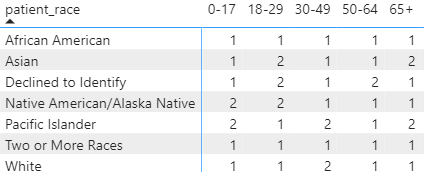 patient_race 0-17 18-29 30-49 50-64 65+
African American 1 1 1 1 1
Asian 1 2 1 1 2
Declined to Identify 1 2 1 2 1
Native American/Alaska Native 2 2 1 1 1
Pacific Islander 2 1 2 1 2
Two or More Races 1 1 1 1 1
White 1 1 2 1 1